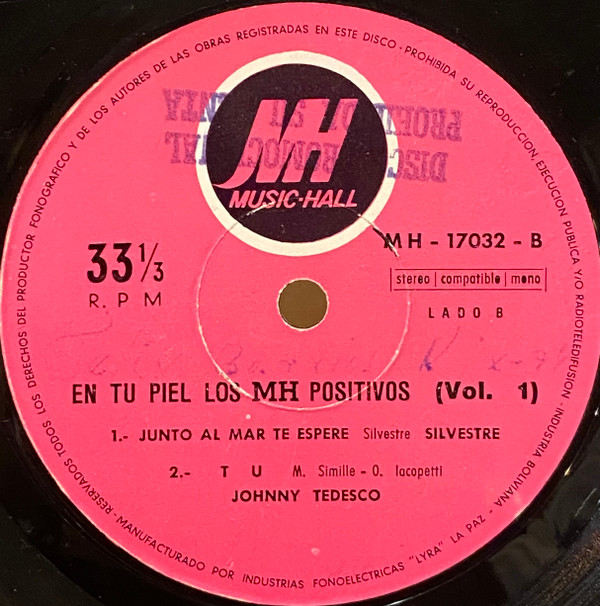 RESERVADOS TODOS LOS DERECHOS DEL PRODUCTOR FONOGRAFICO Y DE LOS AUTORES DE LAS OBRAS REGISTRADAS EN ESTE DISCO · PROHIBIDA SU REPRODUCCION, EJECUCION PUBLICA Y/O RADIOTELEDIFUSION - INDUSTRIA BOLIVIANA -
MH
MUSIC-HALL
33 1/3
R. P. M
MH - 17032 - B
stereo | compatible | mono
LADO B
EN TU PIEL LOS MH POSITIVOS (Vol. 1)
1.- JUNTO AL MAR TE ESPERE Silvestre SILVESTRE
2.- T U M. Simille - O. Iacopetti
JOHNNY TEDESCO
MANUFACTURADO POR INDUSTRIAS FONOELECTRICAS "LYRA" LA PAZ -